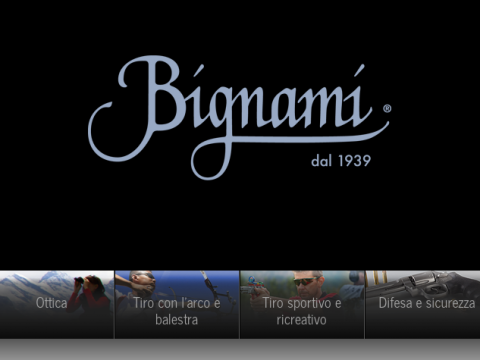 Bignami®
dal 1939
Ottica
Tiro con l'arco e
balestra
Tiro sportivo e
ricreativo
Difesa e sicurezza